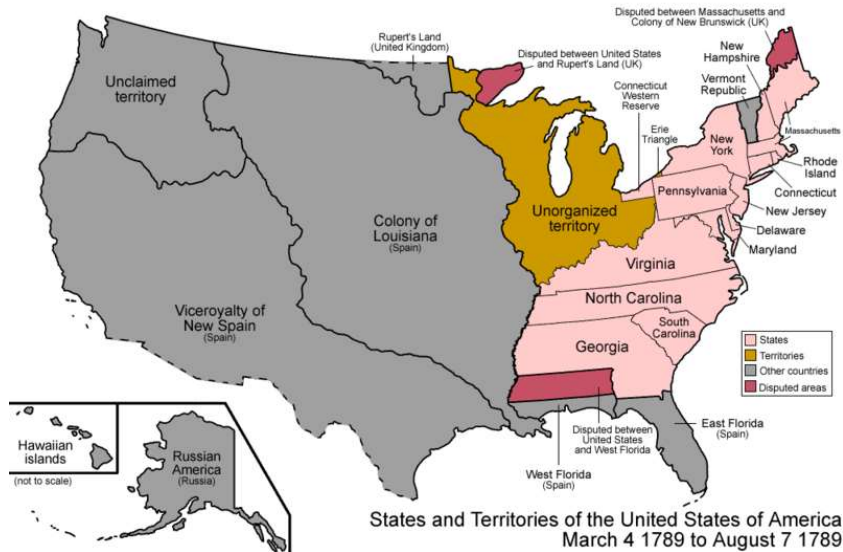 Disputed between Massachusetts and
Colony of New Brunswick (UK)
Rupert's Land
(United Kingdom)
Disputed between United States
and Rupert's Land (UK)
New
Hampshire
Vermont
Republic
Unclaimed
territory
Connecticut
Western
Reserve
Erie
Triangle
Massachusetts
New
York
Rhode
Island
Pennsylvania
Connecticut
New Jersey
Colony of
Louisiana
(Spain)
Unorganized
territory
Delaware
Maryland
Virginia
Viceroyalty of
New Spain
(Spain)
North Carolina
South
Carolina
Georgia
States
Territories
Other countries
Disputed areas
Hawaiian
islands
(not to scale)
Russian
America
(Russia)
West Florida
(Spain)
Disputed between
United States
and West Florida
East Florida
(Spain)
States and Territories of the United States of America
March 4 1789 to August 7 1789